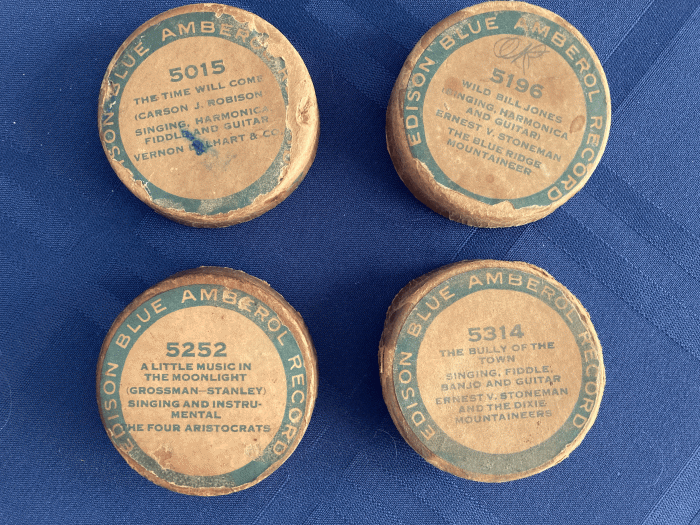 EDISON BLUE AMBEROL
5015
THE TIME WILL COME
(CARSON J. ROBISON
SINGING, HARMONICA
FIDDLE AND GUITAR
VERNON DALHART & CO.
EDISON BLUE AMBEROL RECORD
5196
WILD BILL JONES
SINGING, HARMONICA
AND GUITAR)
ERNEST V. STONEMAN
THE BLUE RIDGE
MOUNTAINEER
EDISON BLUE AMBEROL RECORD
5252
A LITTLE MUSIC IN
THE MOONLIGHT
(GROSSMAN—STANLEY)
SINGING AND INSTRU-
MENTAL
THE FOUR ARISTOCRATS
EDISON BLUE AMBEROL RECORD
5314
THE BULLY OF THE
TOWN
SINGING, FIDDLE,
BANJO AND GUITAR
ERNEST V. STONEMAN
AND THE DIXIE
MOUNTAINEERS